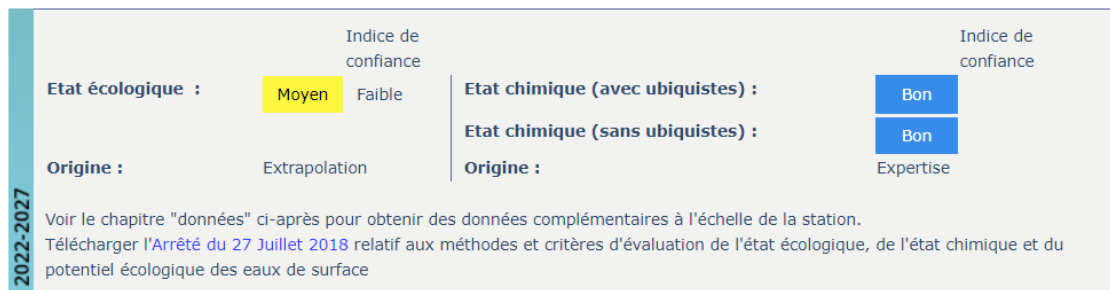 Indice de confiance
Indice de confiance
Etat écologique : Moyen Faible
Etat chimique (avec ubiquistes) : Bon
Etat chimique (sans ubiquistes) : Bon
Origine : Extrapolation
Origine : Expertise
2022-2027
Voir le chapitre "données" ci-après pour obtenir des données complémentaires à l'échelle de la station.
Télécharger l'Arrêté du 27 Juillet 2018 relatif aux méthodes et critères d'évaluation de l'état écologique, de l'état chimique et du
potentiel écologique des eaux de surface